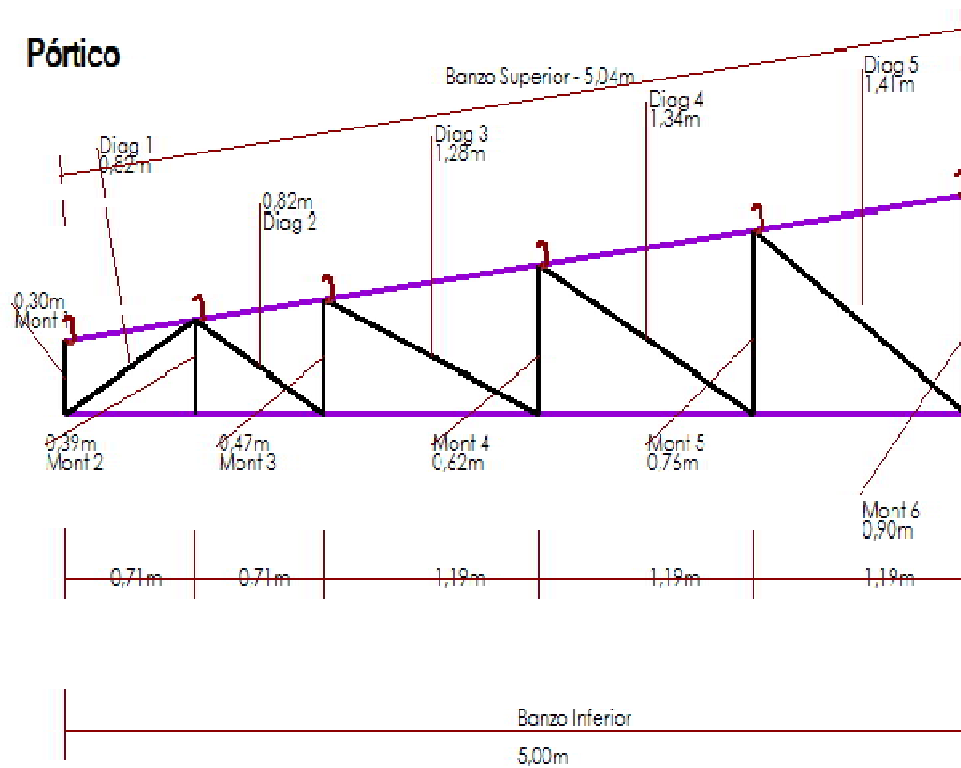 Pórtico
Banzo Superior - 5,04m
Diag 5
1,41m
Diag 4
1,34m
Diag 3
1,28m
Diag 1
0,82m
0,82m
Diag 2
0,30m
Mont 1
0,39m
Mont 2
0,47m
Mont 3
Mont 4
0,62m
Mont 5
0,76m
Mont 6
0,90m
0,71m
0,71m
1,19m
1,19m
1,19m
Banzo Inferior
5,00m